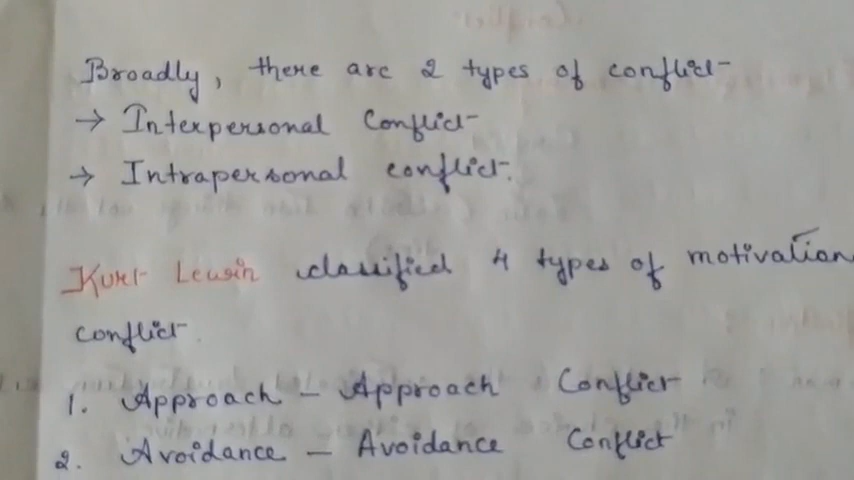 Broadly, there are 2 types of conflict-
→ Interpersonal Conflict
→ Intrapersonal conflict.
Kurt Lewin classified 4 types of motivation
conflict.
1. Approach - Approach Conflict
2. Avoidance - Avoidance Conflict